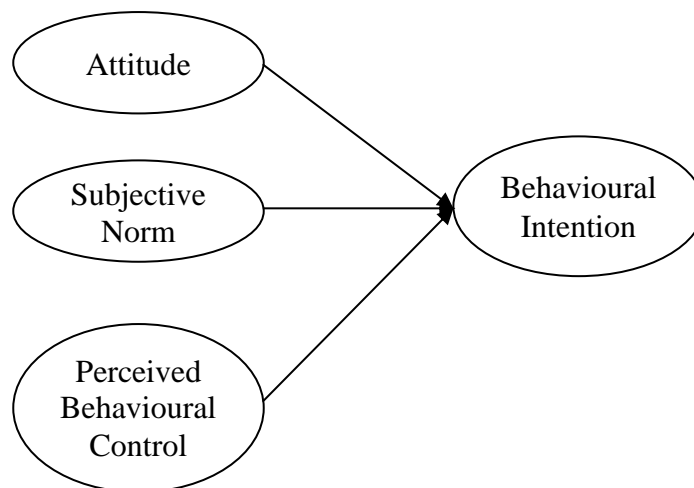 Attitude
Subjective
Norm
Behavioural
Intention
Perceived
Behavioural
Control